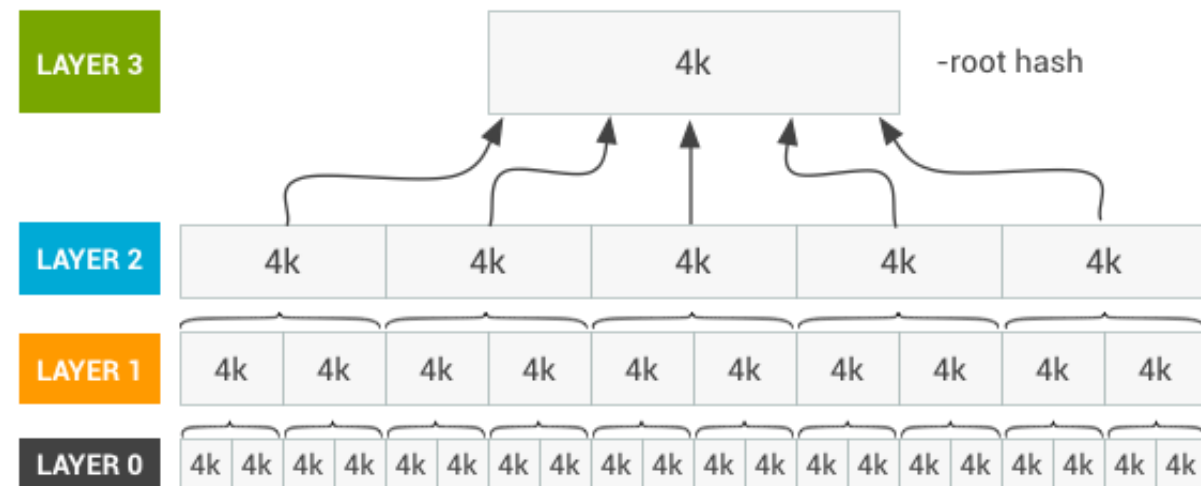 LAYER 3 4k -root hash
LAYER 2 4k 4k 4k 4k 4k
LAYER 1 4k 4k 4k 4k 4k 4k 4k 4k 4k 4k
LAYER 0 4k 4k 4k 4k 4k 4k 4k 4k 4k 4k 4k 4k 4k 4k 4k 4k 4k 4k 4k 4k